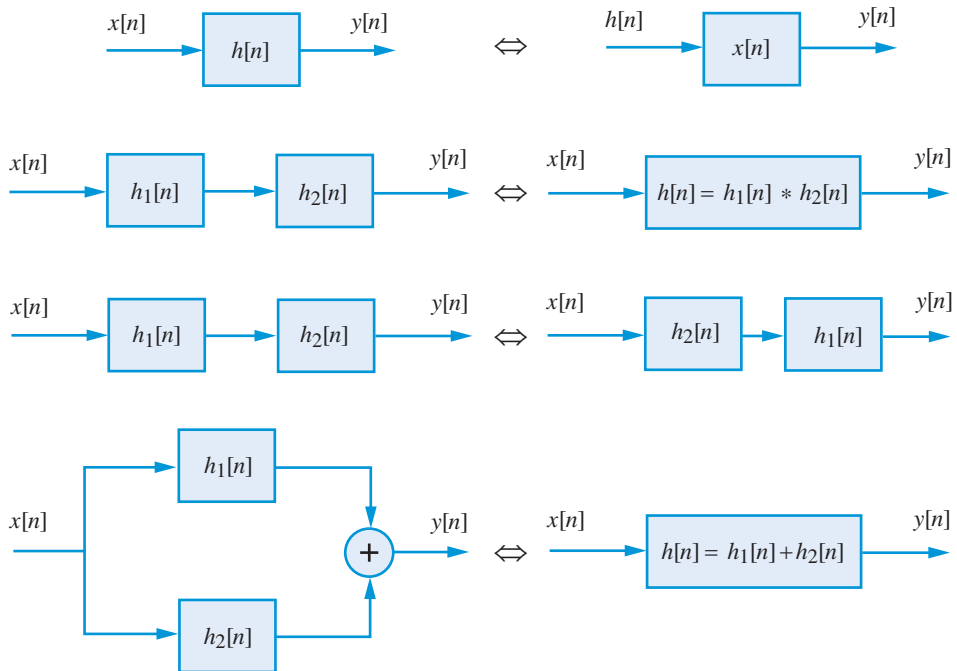 x[n] h[n] y[n] ⇔ h[n] x[n] y[n]
x[n] h₁[n] h₂[n] y[n] ⇔ x[n] h[n] = h₁[n] * h₂[n] y[n]
x[n] h₁[n] h₂[n] y[n] ⇔ x[n] h₂[n] h₁[n] y[n]
x[n] h₁[n] h₂[n] + y[n] ⇔ x[n] h[n] = h₁[n]+h₂[n] y[n]